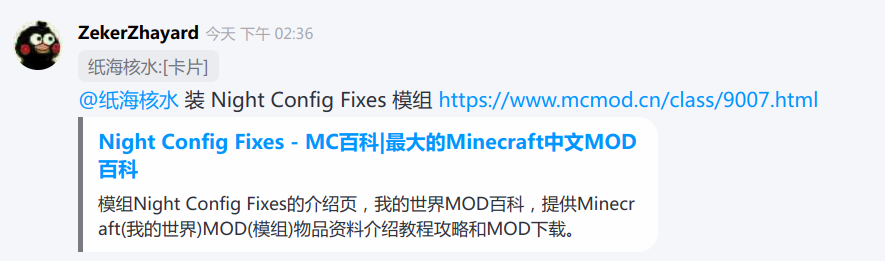 ZekerZhayard 今天 下午 02:36
纸海核水:[卡片]
@纸海核水 装 Night Config Fixes 模组 https://www.mcmod.cn/class/9007.html
Night Config Fixes - MC百科|最大的Minecraft中文MOD
百科
模组Night Config Fixes的介绍页，我的世界MOD百科，提供Minecr
aft(我的世界)MOD(模组)物品资料介绍教程攻略和MOD下载。